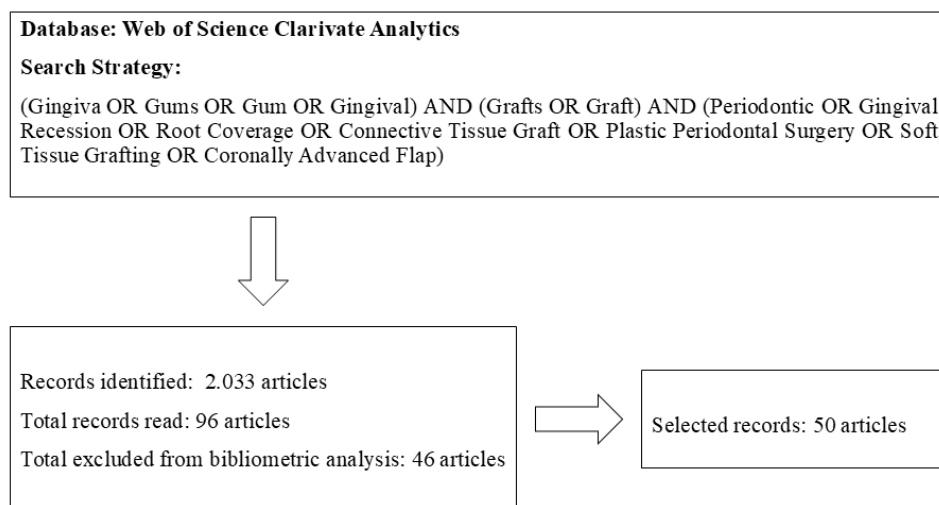 Database: Web of Science Clarivate Analytics
Search Strategy:
(Gingiva OR Gums OR Gum OR Gingival) AND (Grafts OR Graft) AND (Periodontic OR Gingival
Recession OR Root Coverage OR Connective Tissue Graft OR Plastic Periodontal Surgery OR Soft
Tissue Grafting OR Coronally Advanced Flap)
Records identified: 2.033 articles
Total records read: 96 articles
Total excluded from bibliometric analysis: 46 articles
Selected records: 50 articles